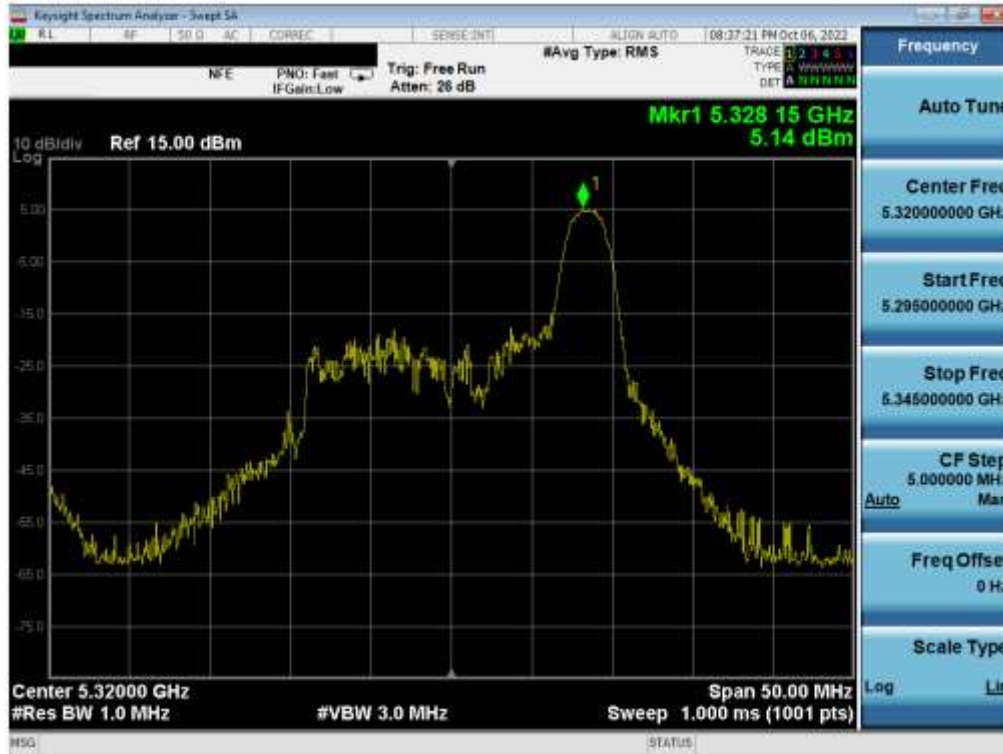 Keysight Spectrum Analyzer - Swept SA
RL RF 50 Ω AC CORREC SENSE:INT ALIGN AUTO 08:37:21 PM Oct 06, 2022
NFE PNO: Fast IFGain:Low
Trig: Free Run
Atten: 26 dB
#Avg Type: RMS
TRACE 1 2 3 4 5 6
TYPE A WWWWW
DET A NNNNN
Mkr1 5.328 15 GHz
5.14 dBm
10 dB/div Ref 15.00 dBm
Log
1
5.00
-5.00
-15.0
-25.0
-35.0
-45.0
-55.0
-65.0
-75.0
Center 5.32000 GHz Span 50.00 MHz
#Res BW 1.0 MHz #VBW 3.0 MHz Sweep 1.000 ms (1001 pts)
MSG STATUS
Frequency
Auto Tune
Center Freq
5.320000000 GHz
Start Freq
5.295000000 GHz
Stop Freq
5.345000000 GHz
CF Step
5.000000 MHz
Auto Man
Freq Offset
0 Hz
Scale Type
Log Lin